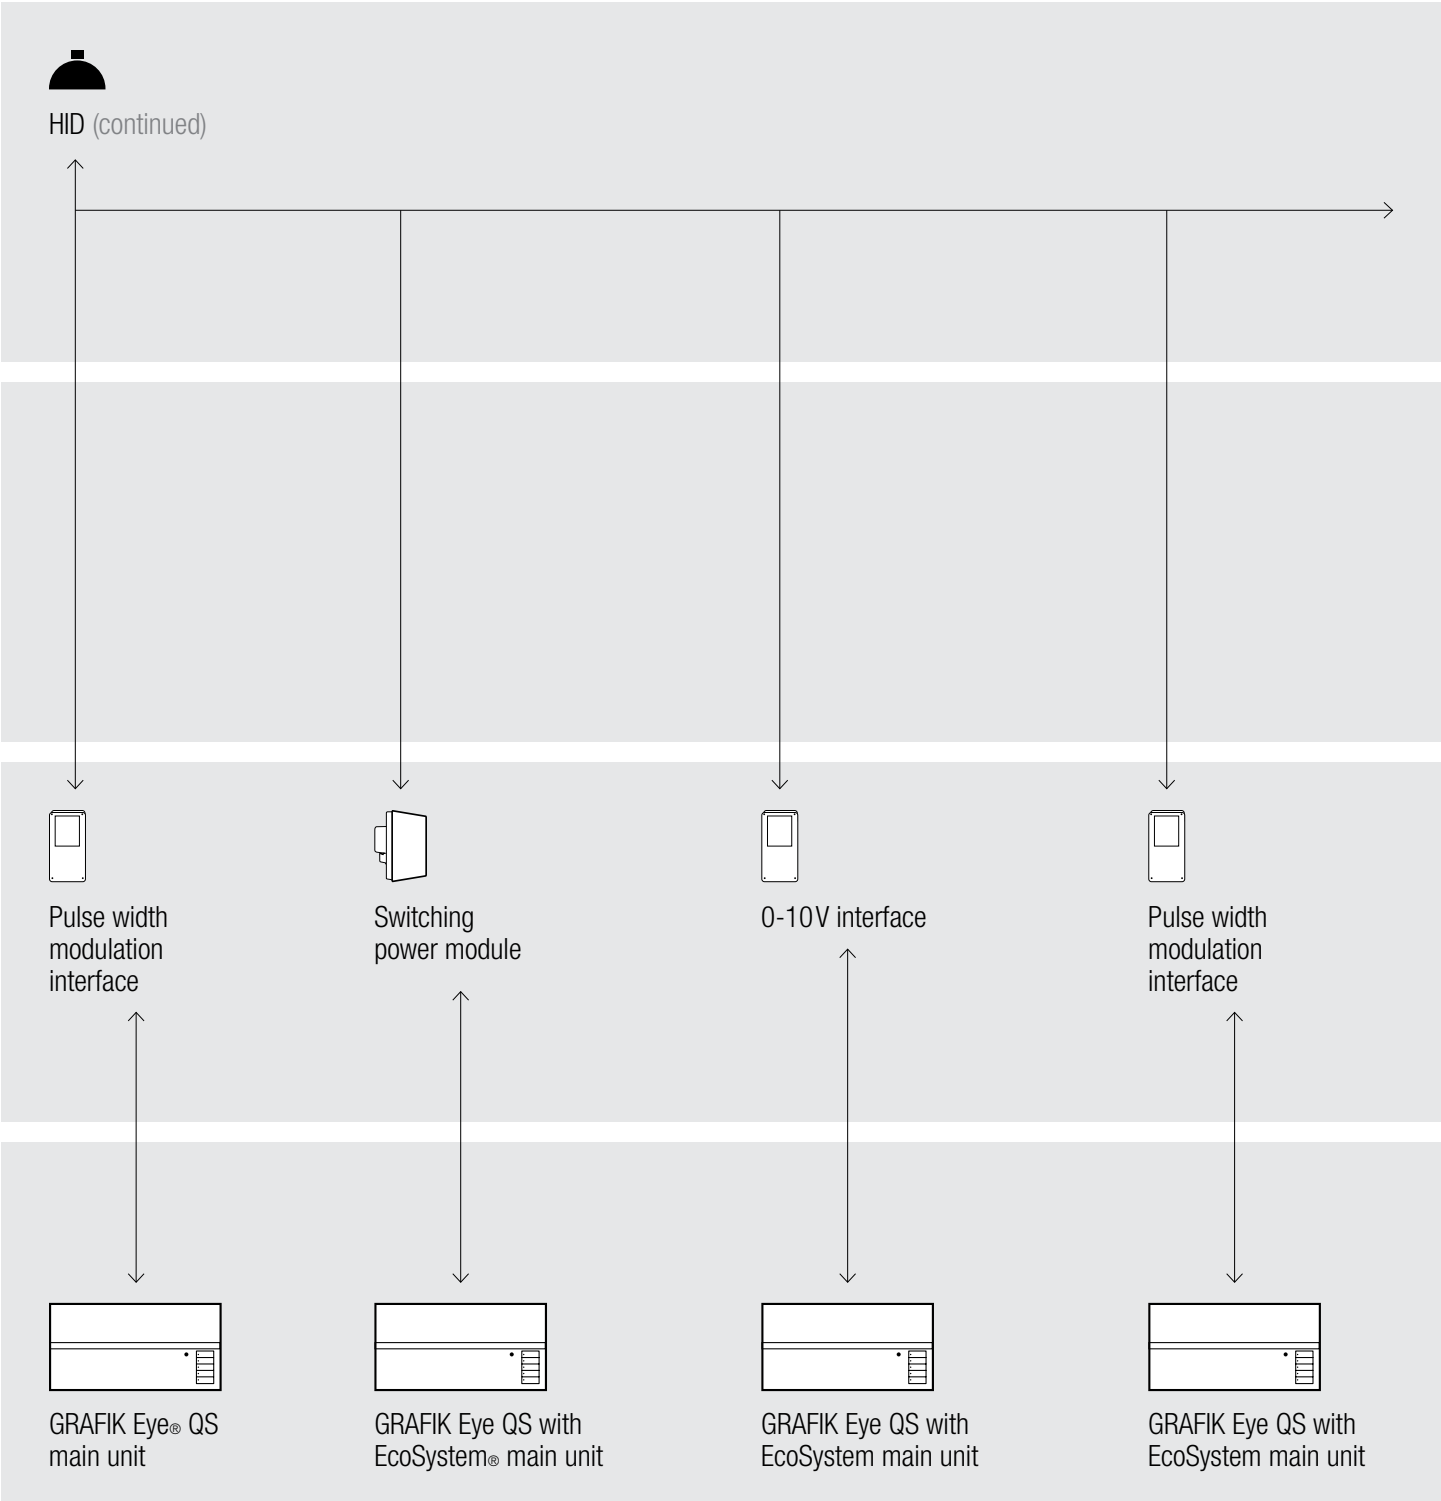 HID (continued)
Pulse width
modulation
interface
Switching
power module
0-10V interface
Pulse width
modulation
interface
GRAFIK Eye® QS
main unit
GRAFIK Eye QS with
EcoSystem® main unit
GRAFIK Eye QS with
EcoSystem main unit
GRAFIK Eye QS with
EcoSystem main unit